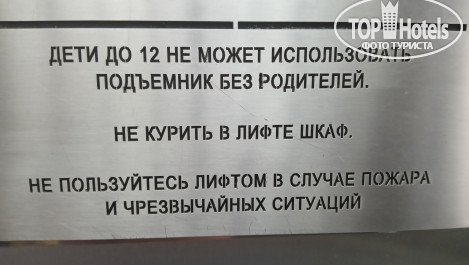 TOP Hotels
ФОТО ТУРИСТА
ДЕТИ ДО 12 НЕ МОЖЕТ ИСПОЛЬЗОВАТЬ
ПОДЪЕМНИК БЕЗ РОДИТЕЛЕЙ.
НЕ КУРИТЬ В ЛИФТЕ ШКАФ.
НЕ ПОЛЬЗУЙТЕСЬ ЛИФТОМ В СЛУЧАЕ ПОЖАРА
И ЧРЕЗВЫЧАЙНЫХ СИТУАЦИЙ